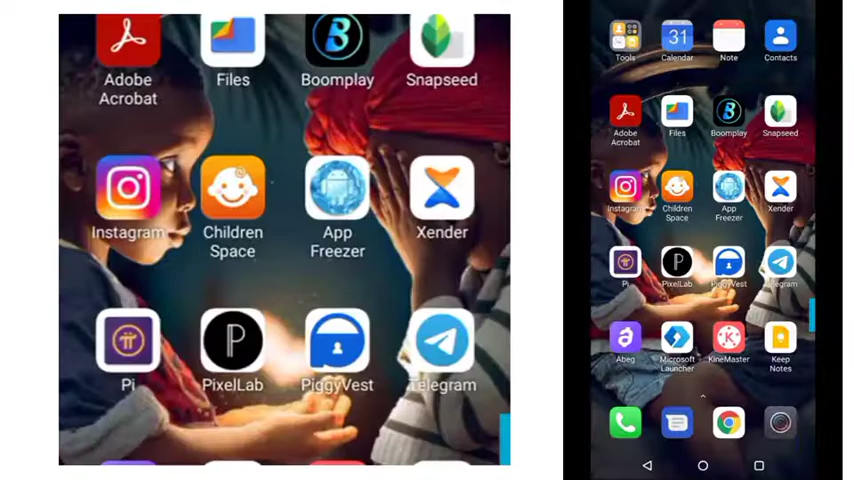 Adobe
Acrobat
Files
Boomplay
Snapseed
Instagram
Children
Space
App
Freezer
Xender
Pi
PixelLab
PiggyVest
Telegram
31
Tools
Calendar
Note
Contacts
Adobe
Acrobat
Files
Boomplay
Snapseed
Instagram
Children
Space
App
Freezer
Xender
Pi
PixelLab
PiggyVest
Telegram
Abeg
Microsoft
Launcher
KineMaster
Keep
Notes